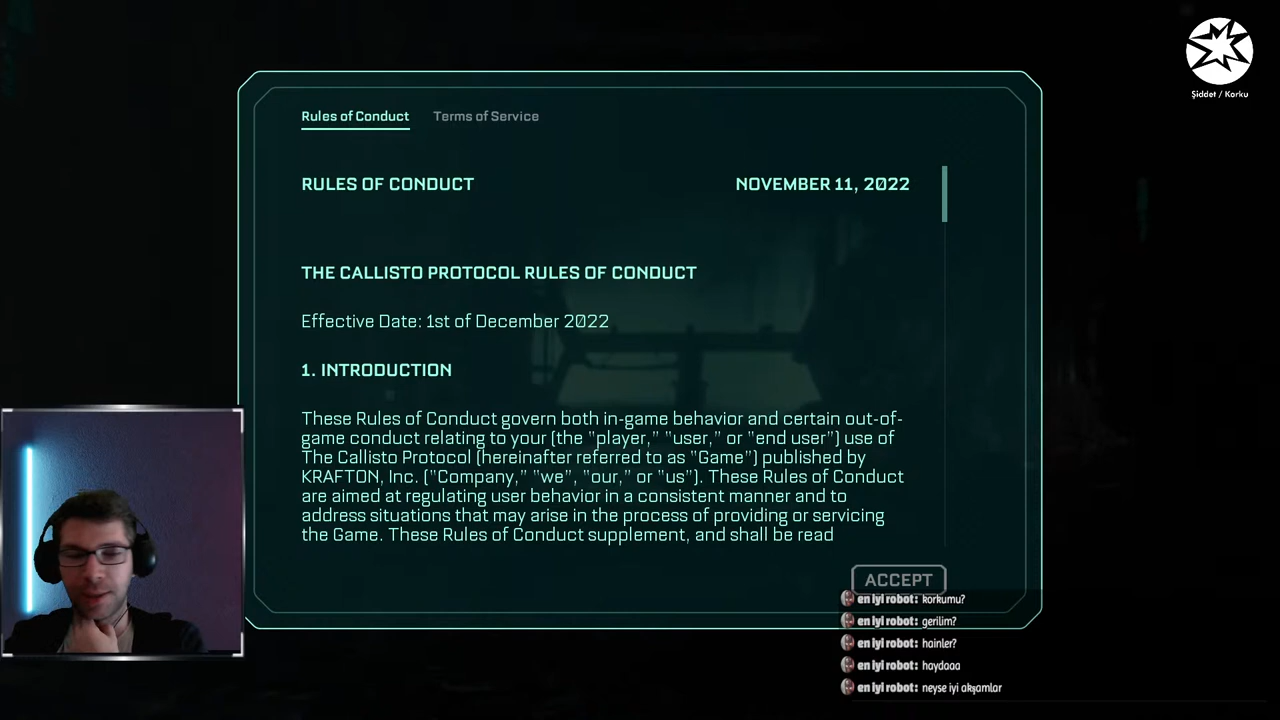 Şiddet / Korku
Rules of Conduct
Terms of Service
RULES OF CONDUCT
NOVEMBER 11, 2022
THE CALLISTO PROTOCOL RULES OF CONDUCT
Effective Date: 1st of December 2022
1. INTRODUCTION
These Rules of Conduct govern both in-game behavior and certain out-of-
game conduct relating to your (the "player," "user," or "end user") use of
The Callisto Protocol (hereinafter referred to as "Game") published by
KRAFTON, Inc. ("Company," "we", "our," or "us"). These Rules of Conduct
are aimed at regulating user behavior in a consistent manner and to
address situations that may arise in the process of providing or servicing
the Game. These Rules of Conduct supplement, and shall be read
ACCEPT
en iyi robot: korkumu?
en iyi robot: gerilim?
en iyi robot: hainler?
en iyi robot: haydaaa
en iyi robot: neyse iyi akşamlar